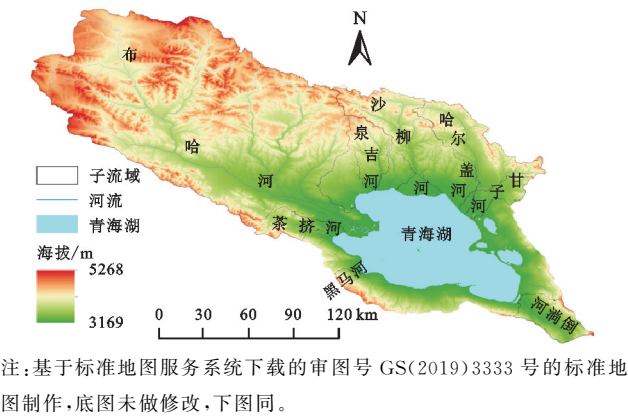 N
布哈河
沙柳河
泉吉河
哈尔盖河
甘子河
茶挤河
黑马河
青海湖
河淌倒
子流域
河流
青海湖
海拔/m
5268
3169
0 30 60 90 120 km
注:基于标准地图服务系统下载的审图号 GS(2019)3333 号的标准地
图制作,底图未做修改,下图同。